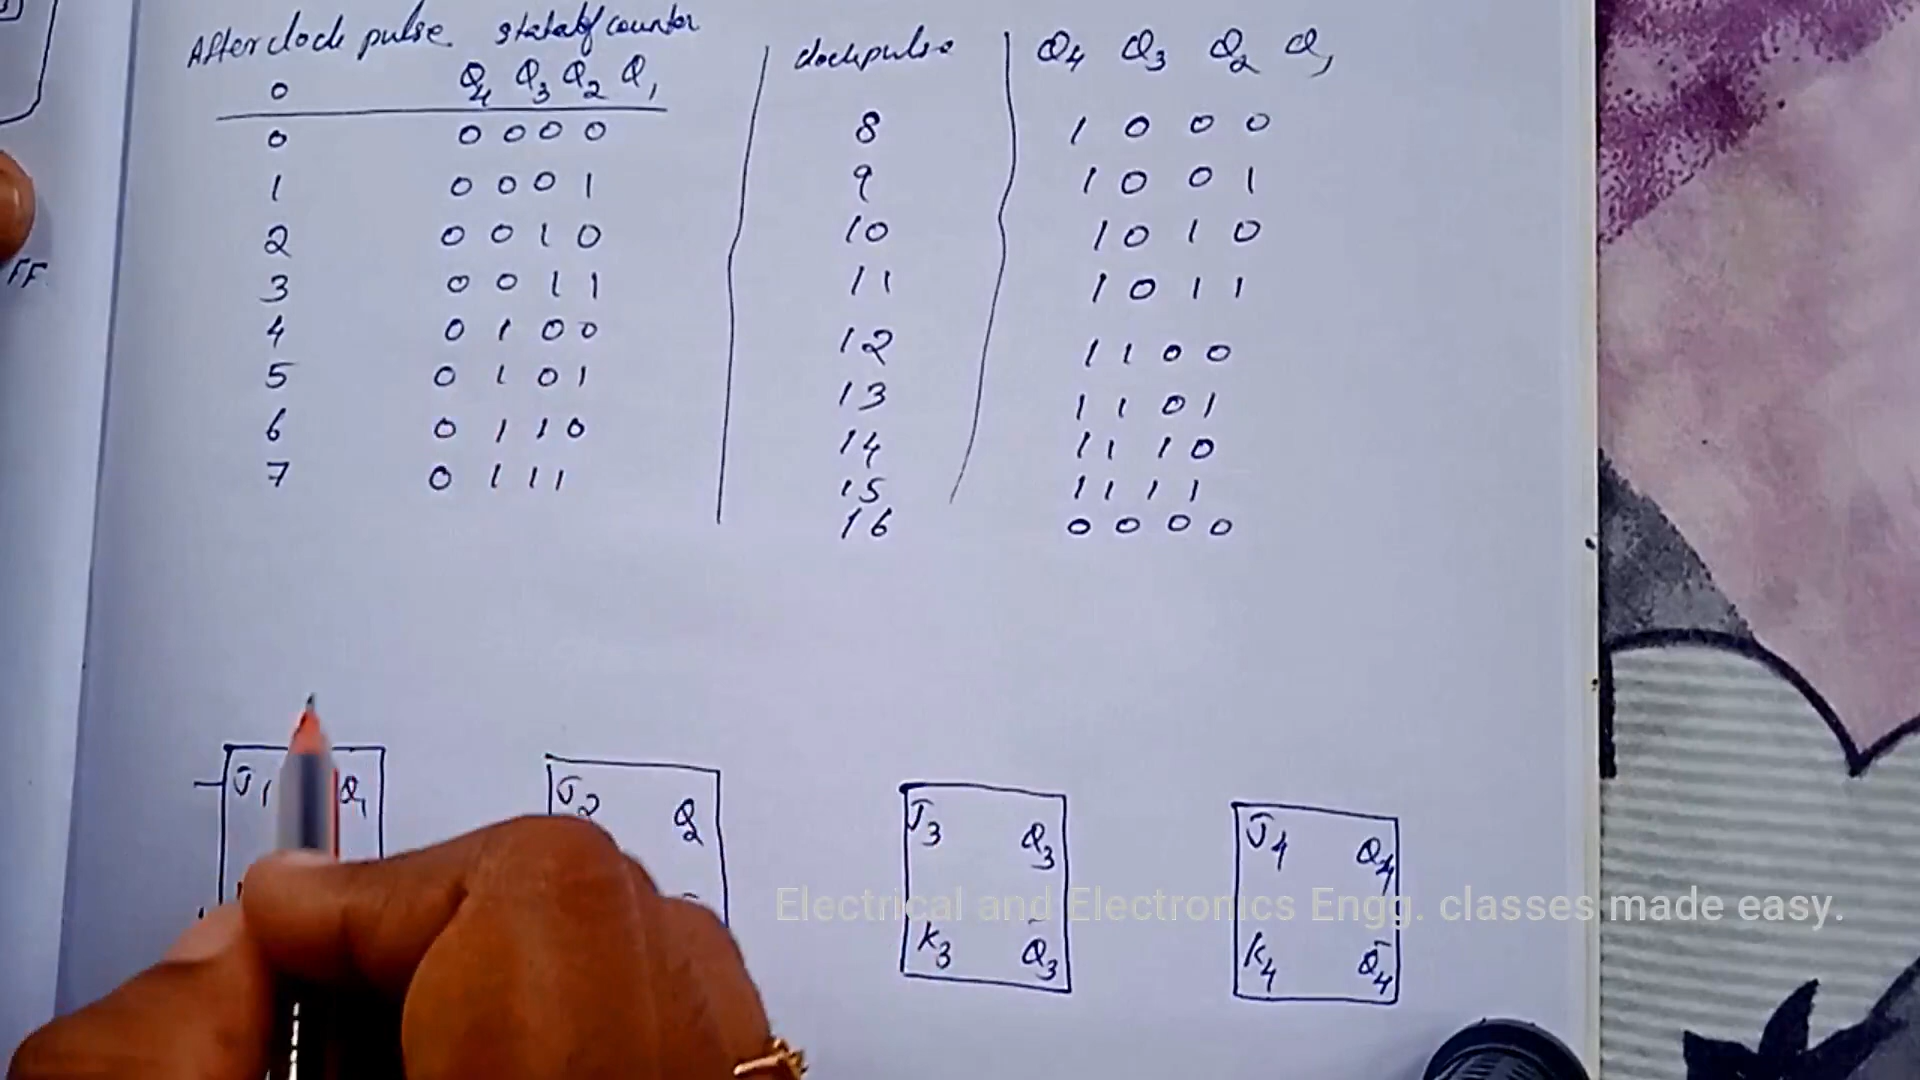 After clock pulse state of counter
0 Q4 Q3 Q2 Q1
0 0 0 0 0
1 0 0 0 1
2 0 0 1 0
3 0 0 1 1
4 0 1 0 0
5 0 1 0 1
6 0 1 1 0
7 0 1 1 1
clock pulse Q4 Q3 Q2 Q1
8 1 0 0 0
9 1 0 0 1
10 1 0 1 0
11 1 0 1 1
12 1 1 0 0
13 1 1 0 1
14 1 1 1 0
15 1 1 1 1
16 0 0 0 0
FF
J1 Q1
J2 Q2
J3 Q3
K3 Q̄3
J4 Q4
K4 Q̄4
Electrical and Electronics Engg. classes made easy.